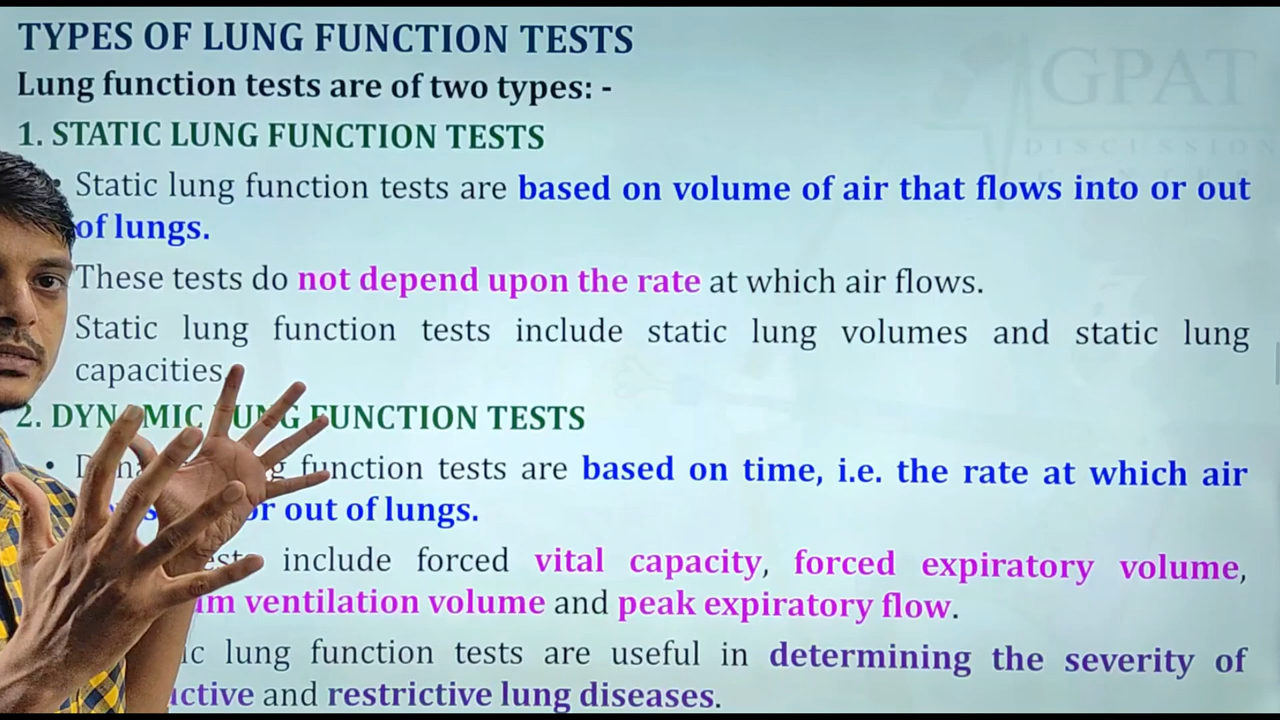 TYPES OF LUNG FUNCTION TESTS
GPAT
DISCUSSION
Lung function tests are of two types: -
1. STATIC LUNG FUNCTION TESTS
• Static lung function tests are based on volume of air that flows into or out
of lungs.
These tests do not depend upon the rate at which air flows.
Static lung function tests include static lung volumes and static lung
capacities.
2. DYNAMIC LUNG FUNCTION TESTS
• function tests are based on time, i.e. the rate at which air
or out of lungs.
include forced vital capacity, forced expiratory volume,
ventilation volume and peak expiratory flow.
lung function tests are useful in determining the severity of
and restrictive lung diseases.